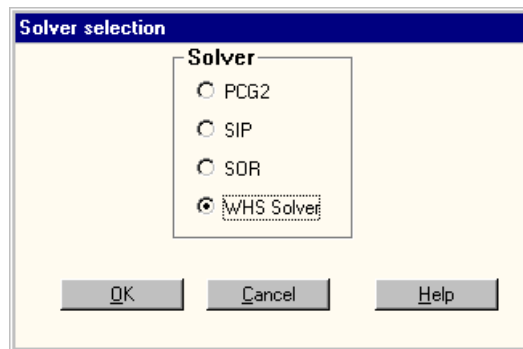 Solver selection
Solver
PCG2
SIP
SOR
WHS Solver
OK Cancel Help